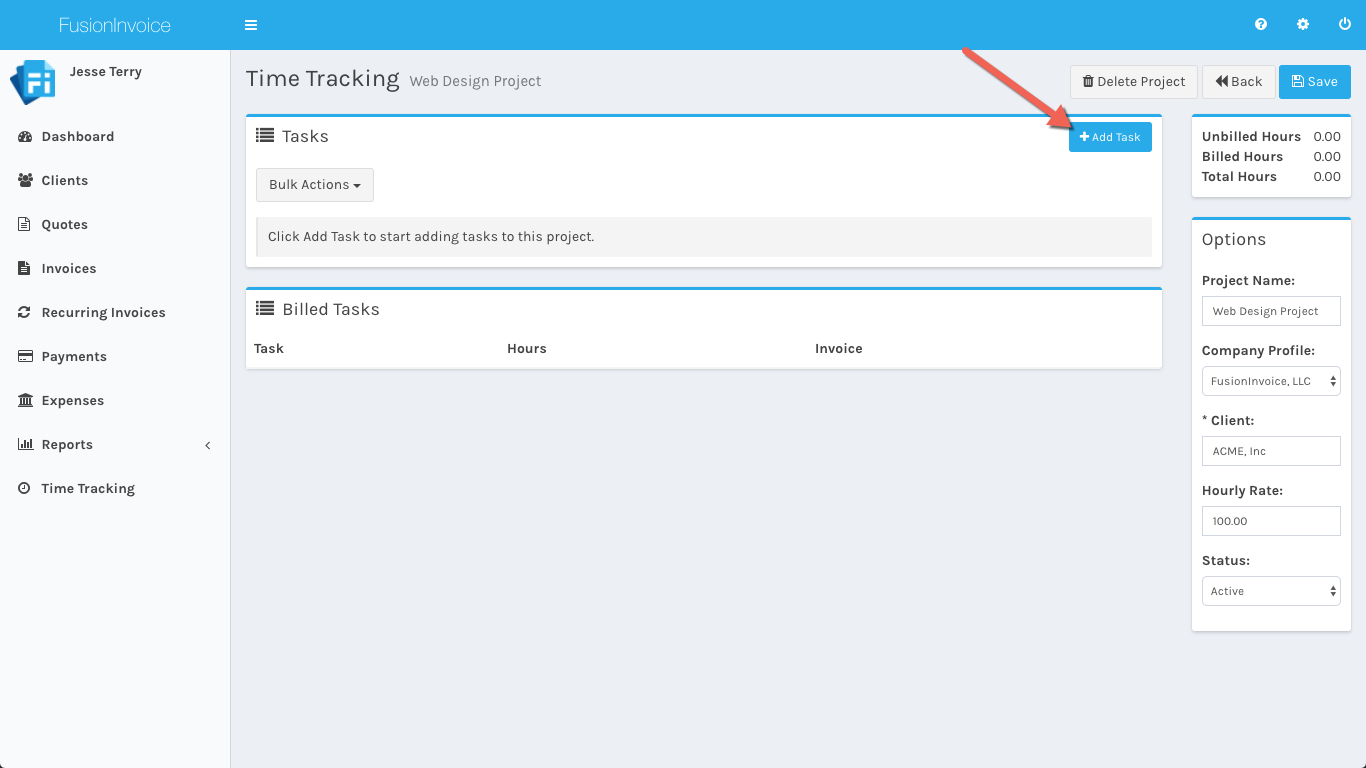 FusionInvoice
Jesse Terry
Dashboard
Clients
Quotes
Invoices
Recurring Invoices
Payments
Expenses
Reports
Time Tracking
Time Tracking Web Design Project
Delete Project Back Save
Tasks
Add Task
Bulk Actions
Click Add Task to start adding tasks to this project.
Billed Tasks
Task Hours Invoice
Unbilled Hours 0.00
Billed Hours 0.00
Total Hours 0.00
Options
Project Name:
Web Design Project
Company Profile:
FusionInvoice, LLC
* Client:
ACME, Inc
Hourly Rate:
100.00
Status:
Active